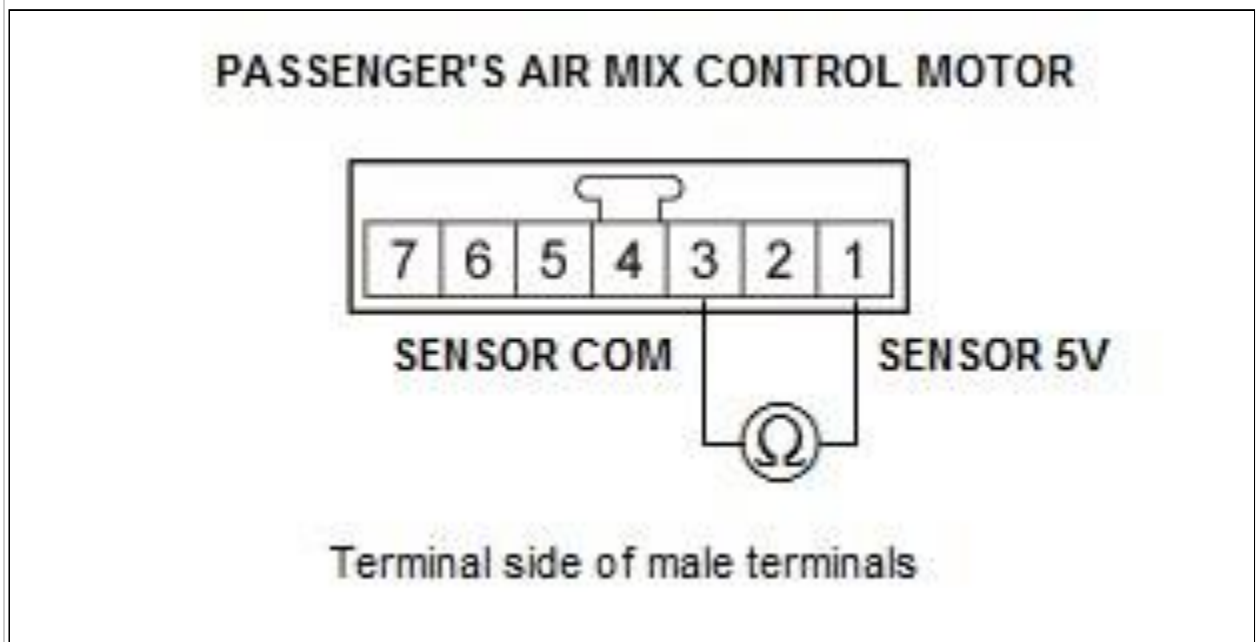 PASSENGER'S AIR MIX CONTROL MOTOR
7 6 5 4 3 2 1
SENSOR COM SENSOR 5V
Ω
Terminal side of male terminals